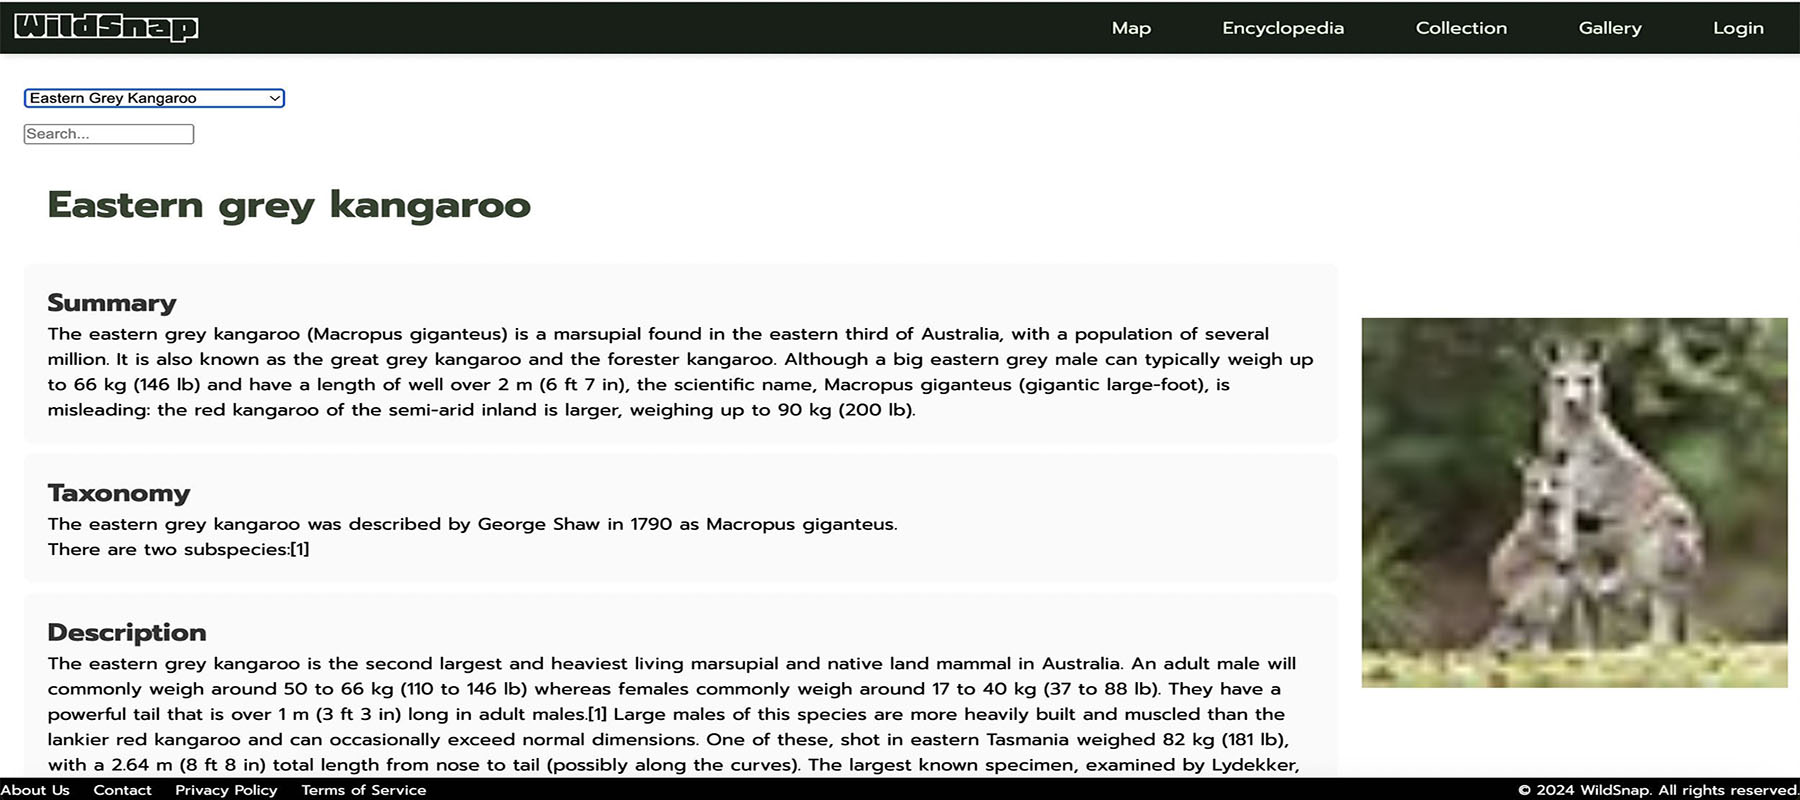 WildSnap
Map Encyclopedia Collection Gallery Login
Eastern Grey Kangaroo
Search...
Eastern grey kangaroo
Summary
The eastern grey kangaroo (Macropus giganteus) is a marsupial found in the eastern third of Australia, with a population of several
million. It is also known as the great grey kangaroo and the forester kangaroo. Although a big eastern grey male can typically weigh up
to 66 kg (146 lb) and have a length of well over 2 m (6 ft 7 in), the scientific name, Macropus giganteus (gigantic large-foot), is
misleading: the red kangaroo of the semi-arid inland is larger, weighing up to 90 kg (200 lb).
Taxonomy
The eastern grey kangaroo was described by George Shaw in 1790 as Macropus giganteus.
There are two subspecies:[1]
Description
The eastern grey kangaroo is the second largest and heaviest living marsupial and native land mammal in Australia. An adult male will
commonly weigh around 50 to 66 kg (110 to 146 lb) whereas females commonly weigh around 17 to 40 kg (37 to 88 lb). They have a
powerful tail that is over 1 m (3 ft 3 in) long in adult males.[1] Large males of this species are more heavily built and muscled than the
lankier red kangaroo and can occasionally exceed normal dimensions. One of these, shot in eastern Tasmania weighed 82 kg (181 lb),
with a 2.64 m (8 ft 8 in) total length from nose to tail (possibly along the curves). The largest known specimen, examined by Lydekker,
About Us Contact Privacy Policy Terms of Service © 2024 WildSnap. All rights reserved.